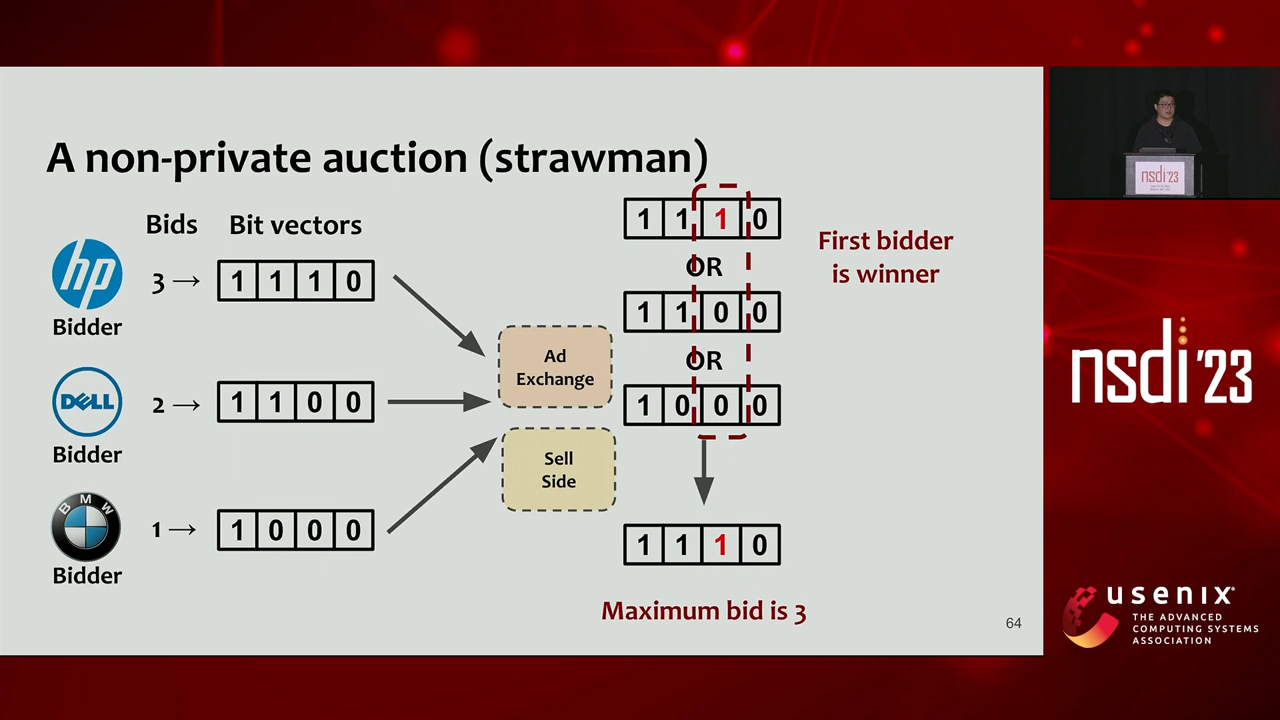 A non-private auction (strawman)
Bids Bit vectors
hp
3 → 1 1 1 0
Bidder
DELL
2 → 1 1 0 0
Bidder
BMW
1 → 1 0 0 0
Bidder
Ad
Exchange
Sell
Side
1 1 1 0
OR
1 1 0 0
OR
1 0 0 0
1 1 1 0
Maximum bid is 3
First bidder
is winner
64
nsdi'23
nsdi '23
usenix
THE ADVANCED
COMPUTING SYSTEMS
ASSOCIATION